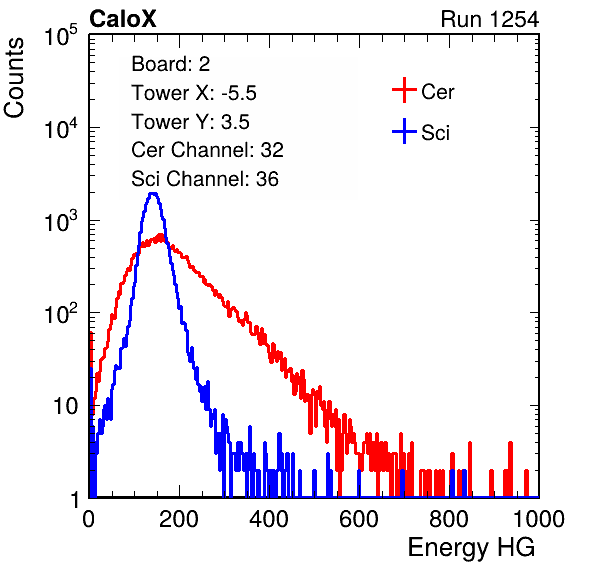 CaloX Run 1254
Counts
10^5
10^4
10^3
10^2
10
1
Board: 2
Tower X: -5.5
Tower Y: 3.5
Cer Channel: 32
Sci Channel: 36
Cer
Sci
0 200 400 600 800 1000
Energy HG